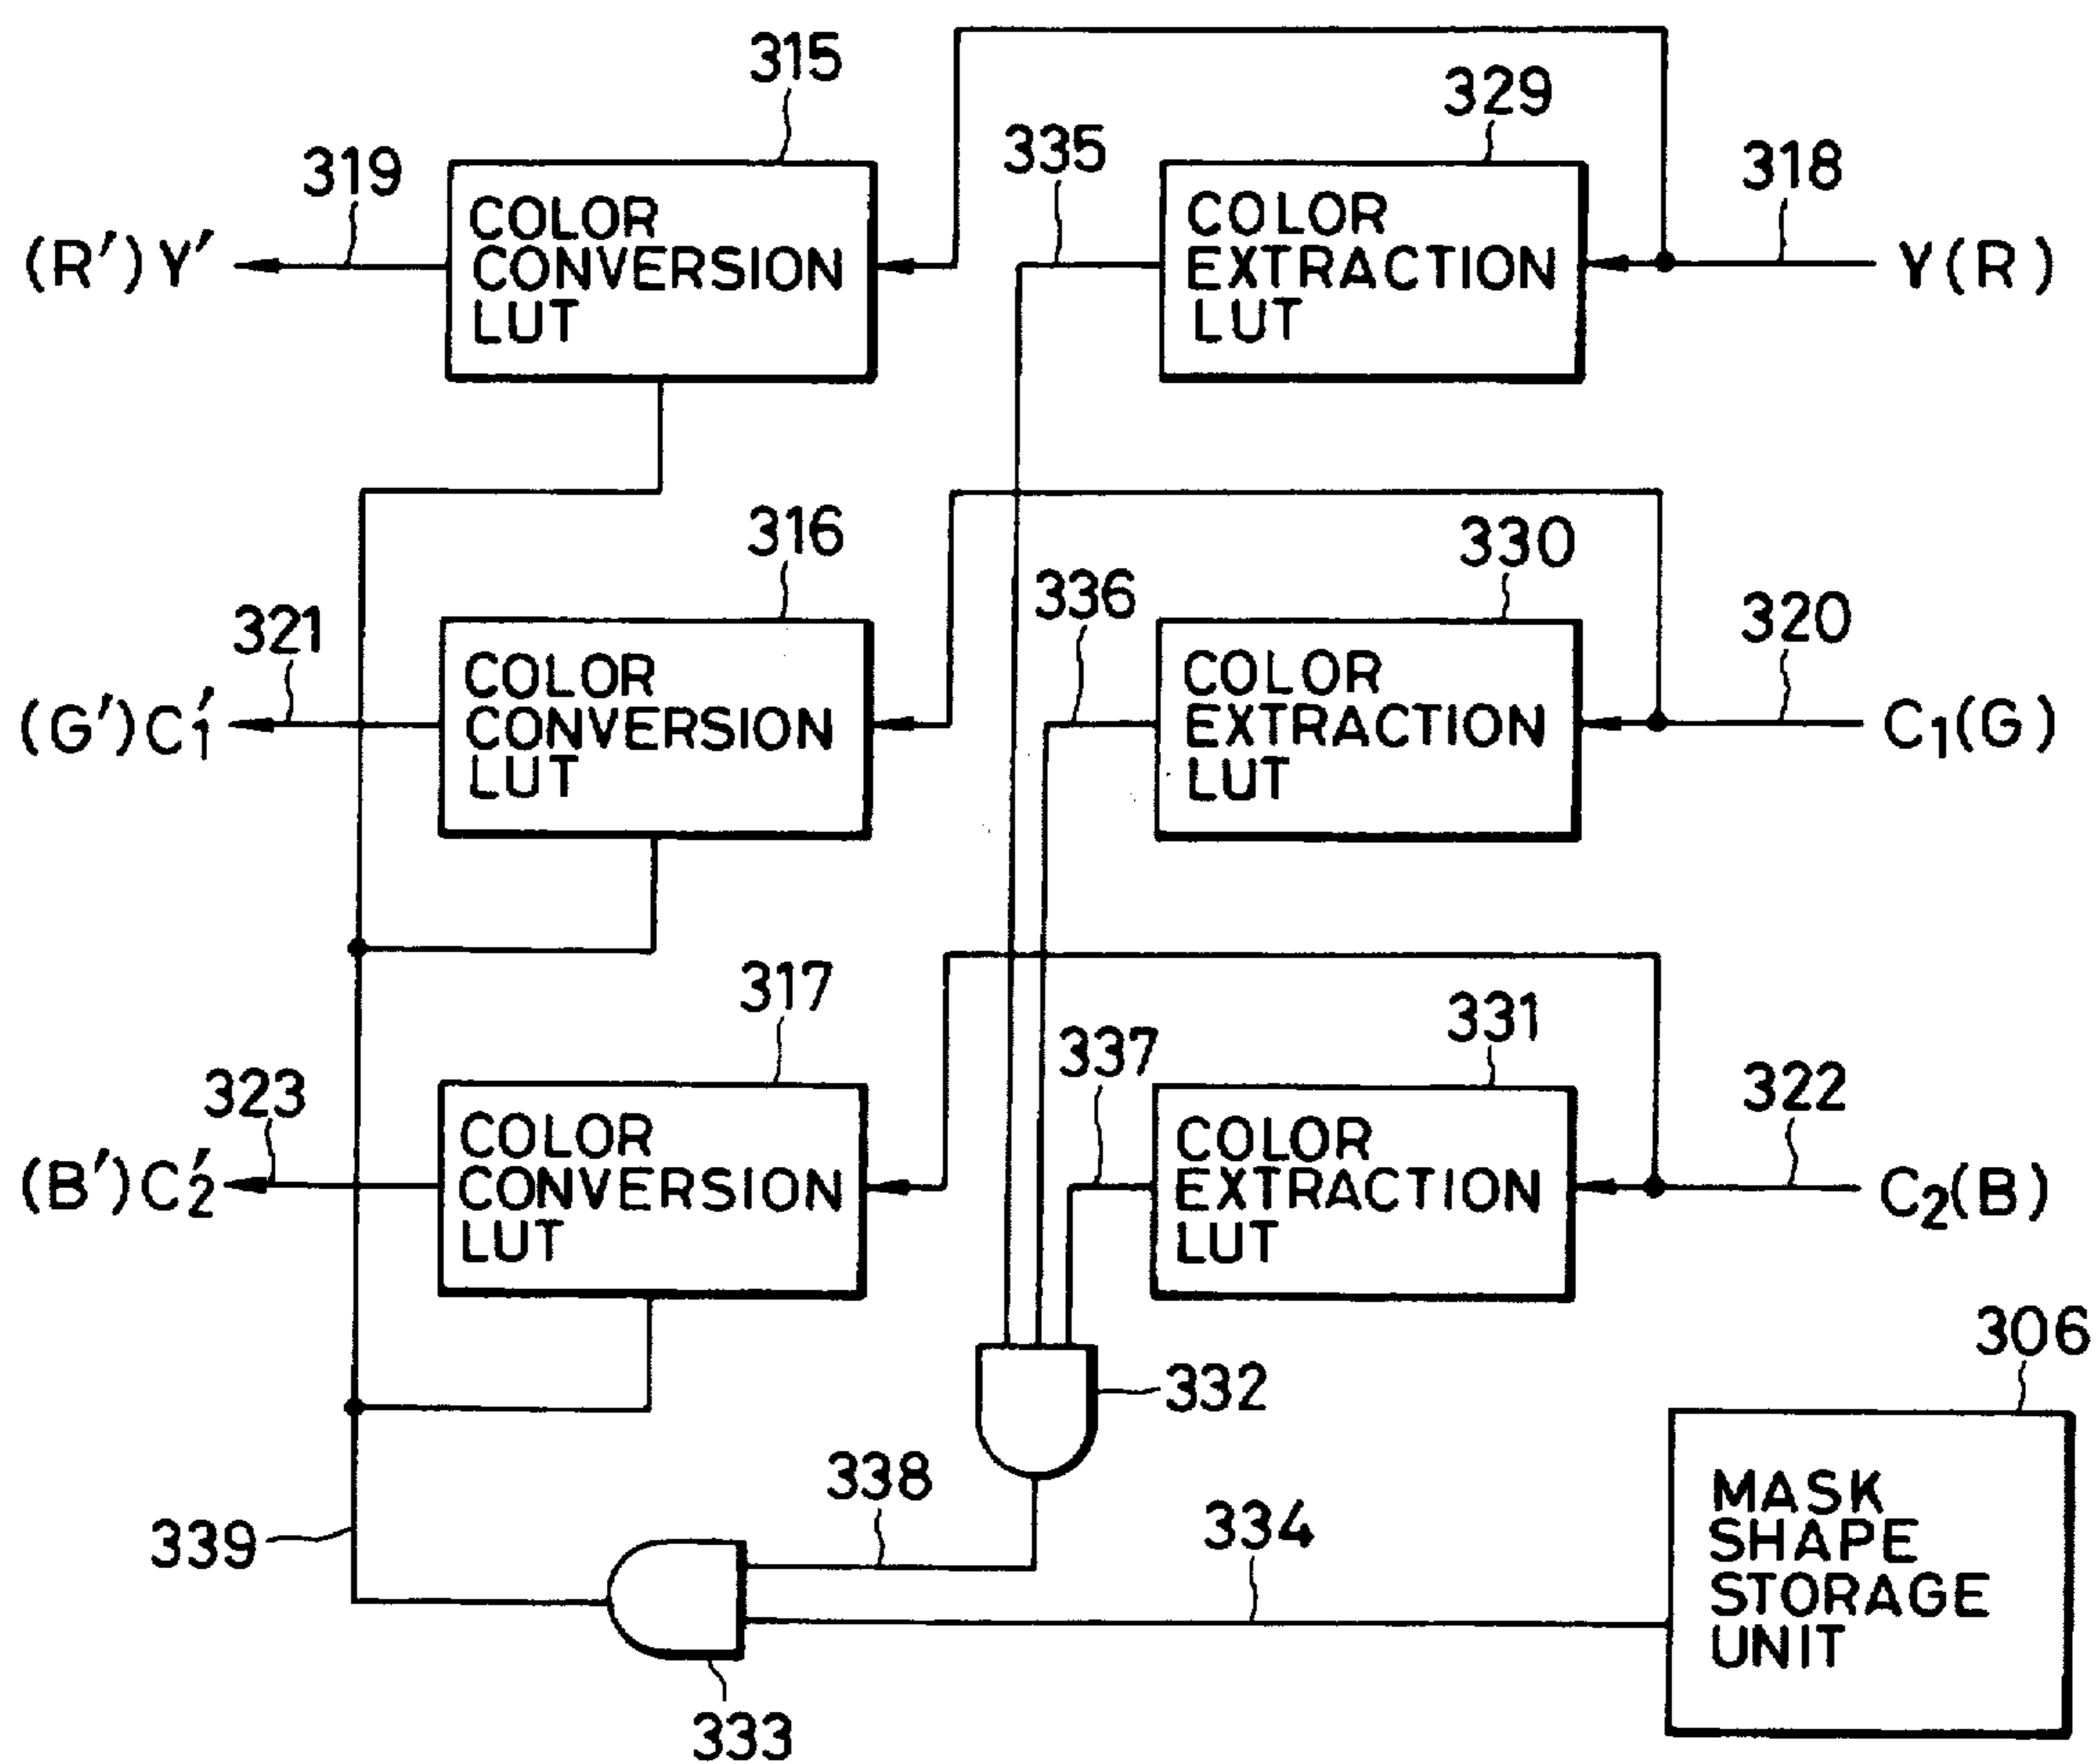 315
329
335
318
319
COLOR
CONVERSION
LUT
COLOR
EXTRACTION
LUT
(R′)Y′
Y(R)
316
330
336
320
321
COLOR
CONVERSION
LUT
COLOR
EXTRACTION
LUT
(G′)C₁′
C₁(G)
317
331
337
322
323
COLOR
CONVERSION
LUT
COLOR
EXTRACTION
LUT
(B′)C₂′
C₂(B)
306
332
338
334
339
MASK
SHAPE
STORAGE
UNIT
333